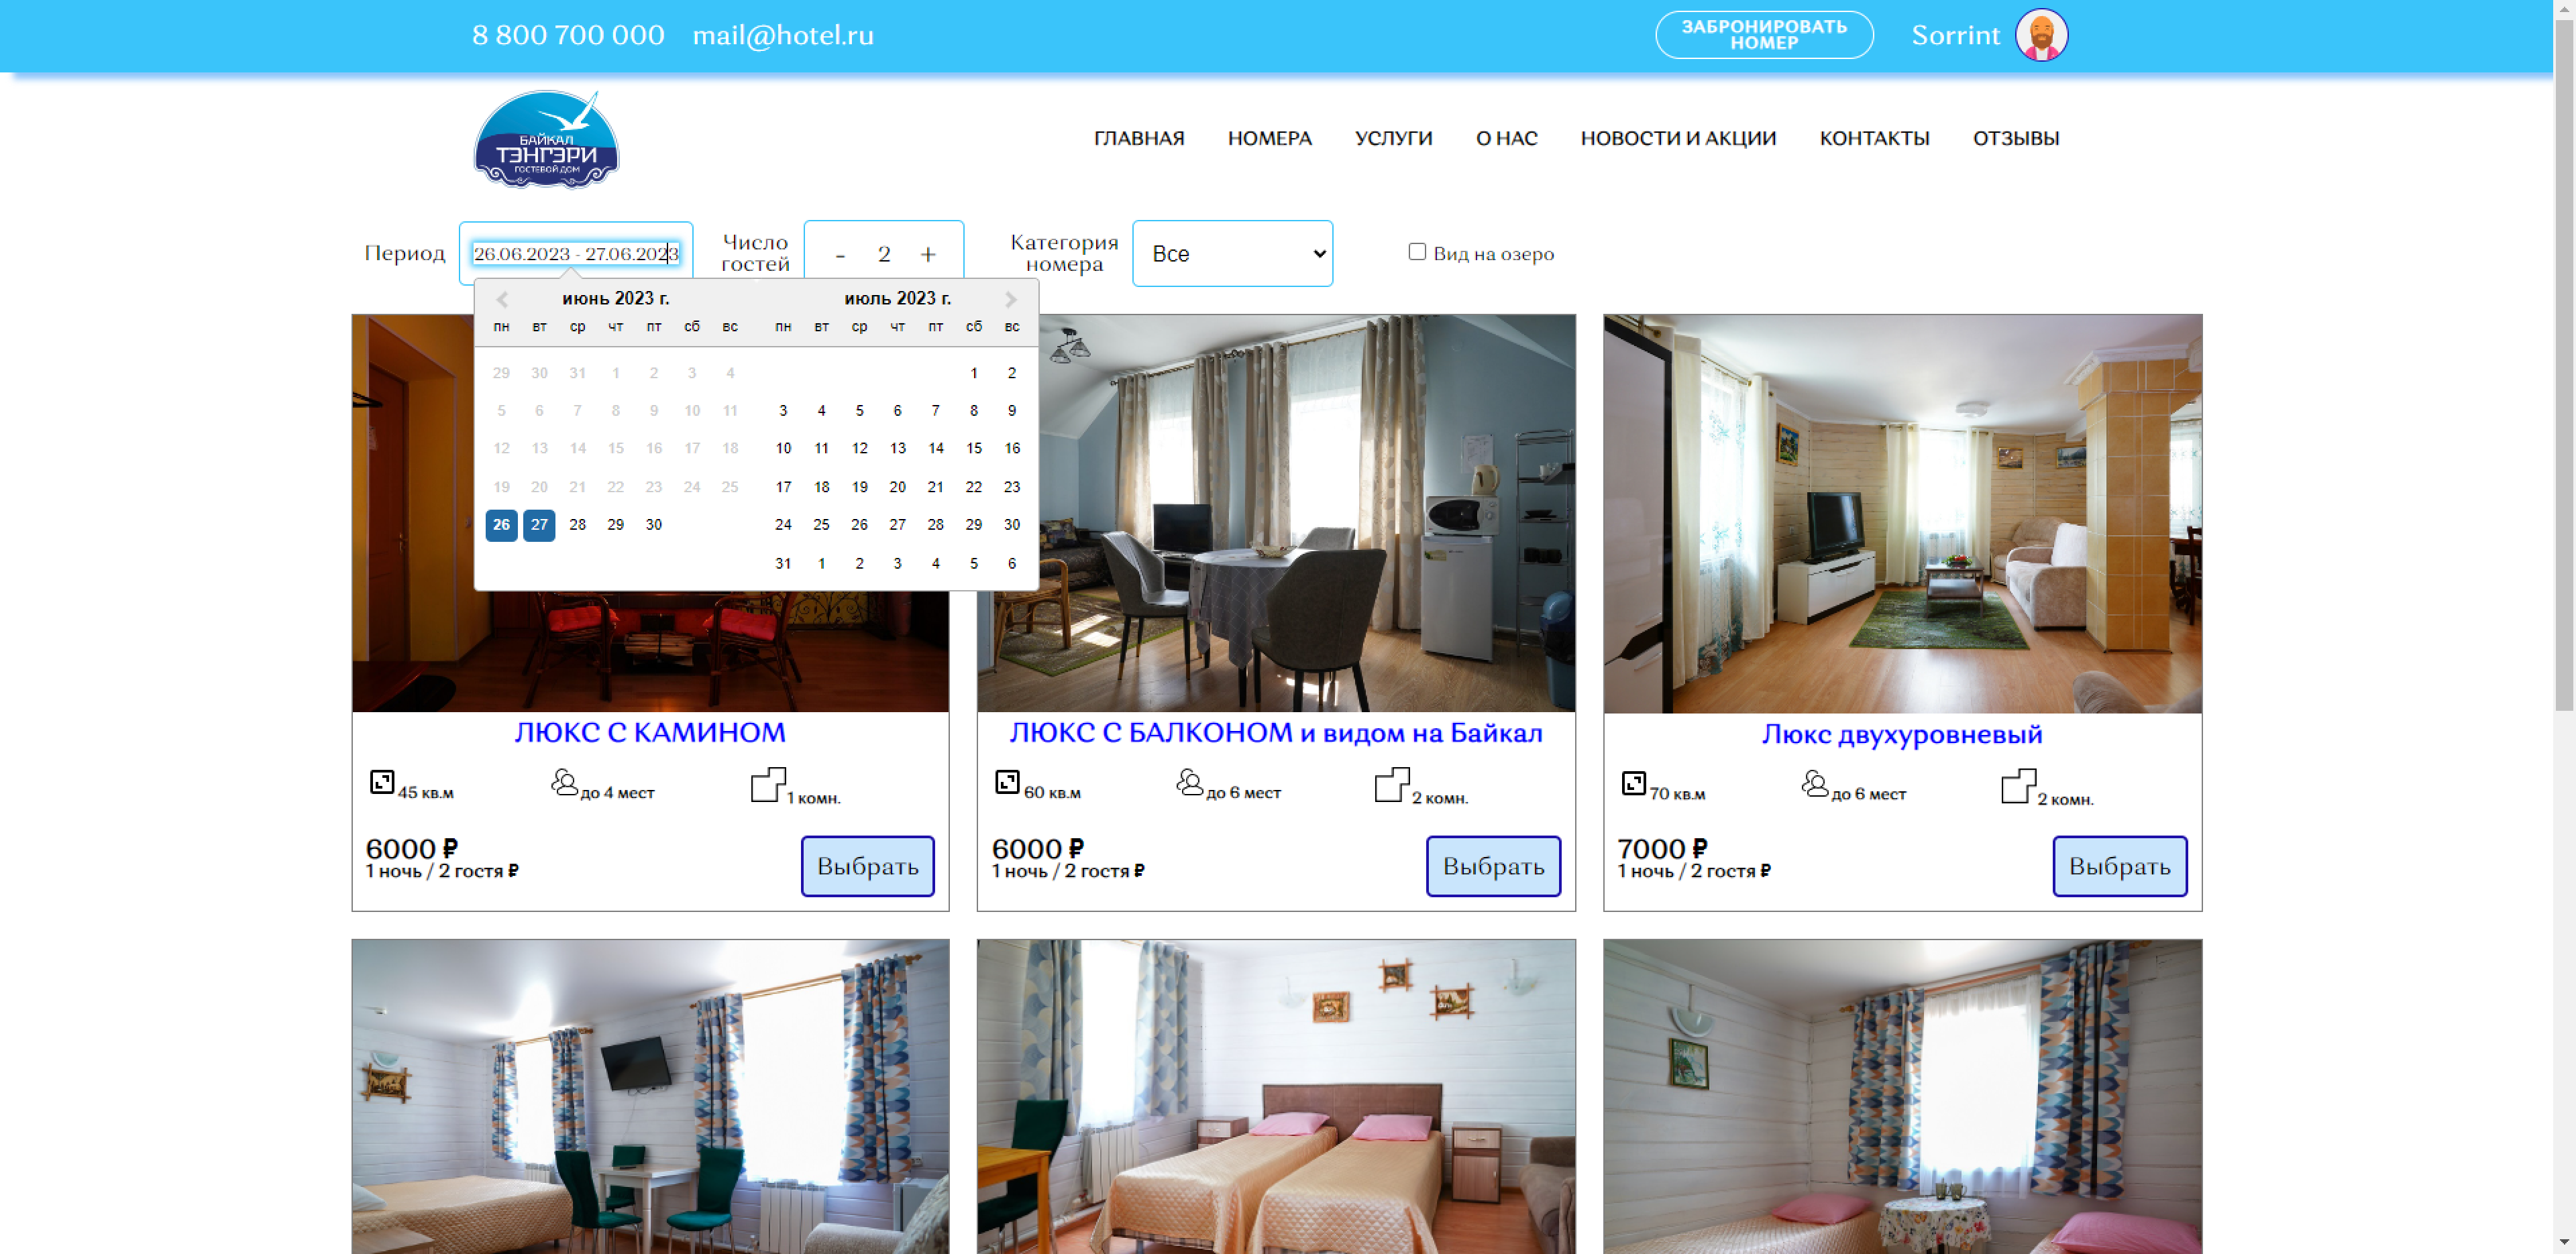 8 800 700 000 mail@hotel.ru
ЗАБРОНИРОВАТЬ
НОМЕР
Sorrint
БАЙКАЛ
ТЭНГЭРИ
ГОСТЕВОЙ ДОМ
ГЛАВНАЯ НОМЕРА УСЛУГИ О НАС НОВОСТИ И АКЦИИ КОНТАКТЫ ОТЗЫВЫ
Период
26.06.2023 - 27.06.2023
Число
гостей
- 2 +
Категория
номера
Все
Вид на озеро
июнь 2023 г.
пн вт ср чт пт сб вс
29 30 31 1 2 3 4
5 6 7 8 9 10 11
12 13 14 15 16 17 18
19 20 21 22 23 24 25
26 27 28 29 30
июль 2023 г.
пн вт ср чт пт сб вс
1 2
3 4 5 6 7 8 9
10 11 12 13 14 15 16
17 18 19 20 21 22 23
24 25 26 27 28 29 30
31 1 2 3 4 5 6
ЛЮКС С КАМИНОМ
45 кв.м до 4 мест 1 комн.
6000 ₽
1 ночь / 2 гостя ₽
Выбрать
ЛЮКС С БАЛКОНОМ и видом на Байкал
60 кв.м до 6 мест 2 комн.
6000 ₽
1 ночь / 2 гостя ₽
Выбрать
Люкс двухуровневый
70 кв.м до 6 мест 2 комн.
7000 ₽
1 ночь / 2 гостя ₽
Выбрать